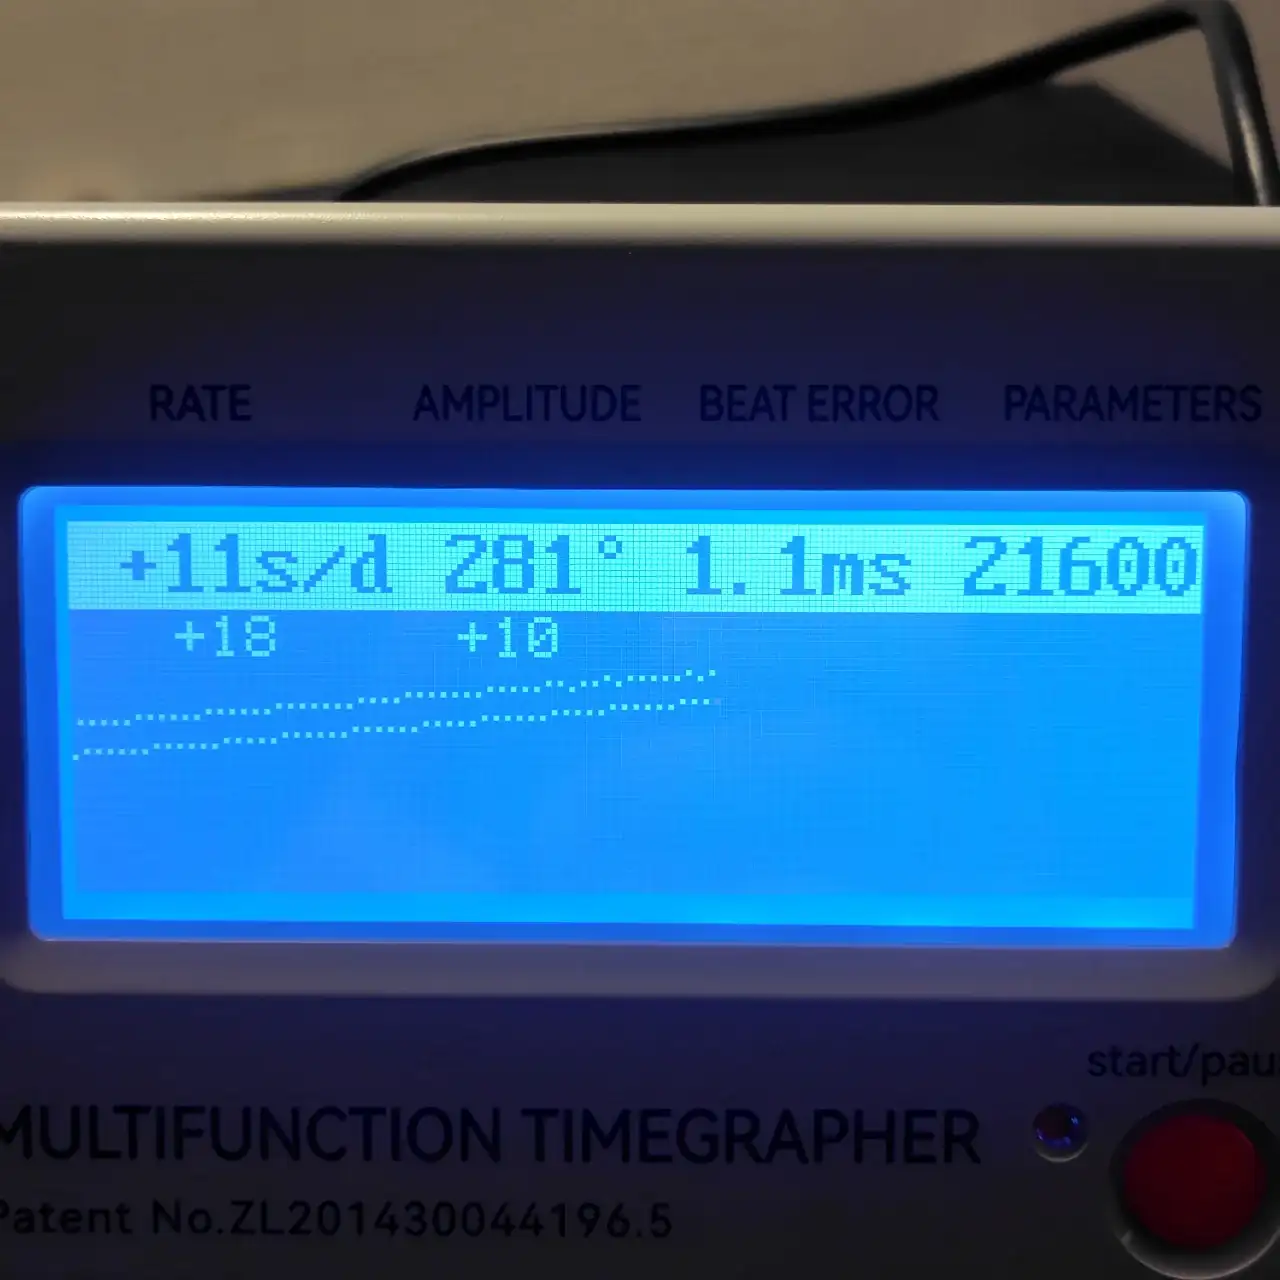 RATE AMPLITUDE BEAT ERROR PARAMETERS
+11s/d 281° 1.1ms 21600
+18 +10
start/pau
MULTIFUNCTION TIMEGRAPHER
Patent No.ZL201430044196.5